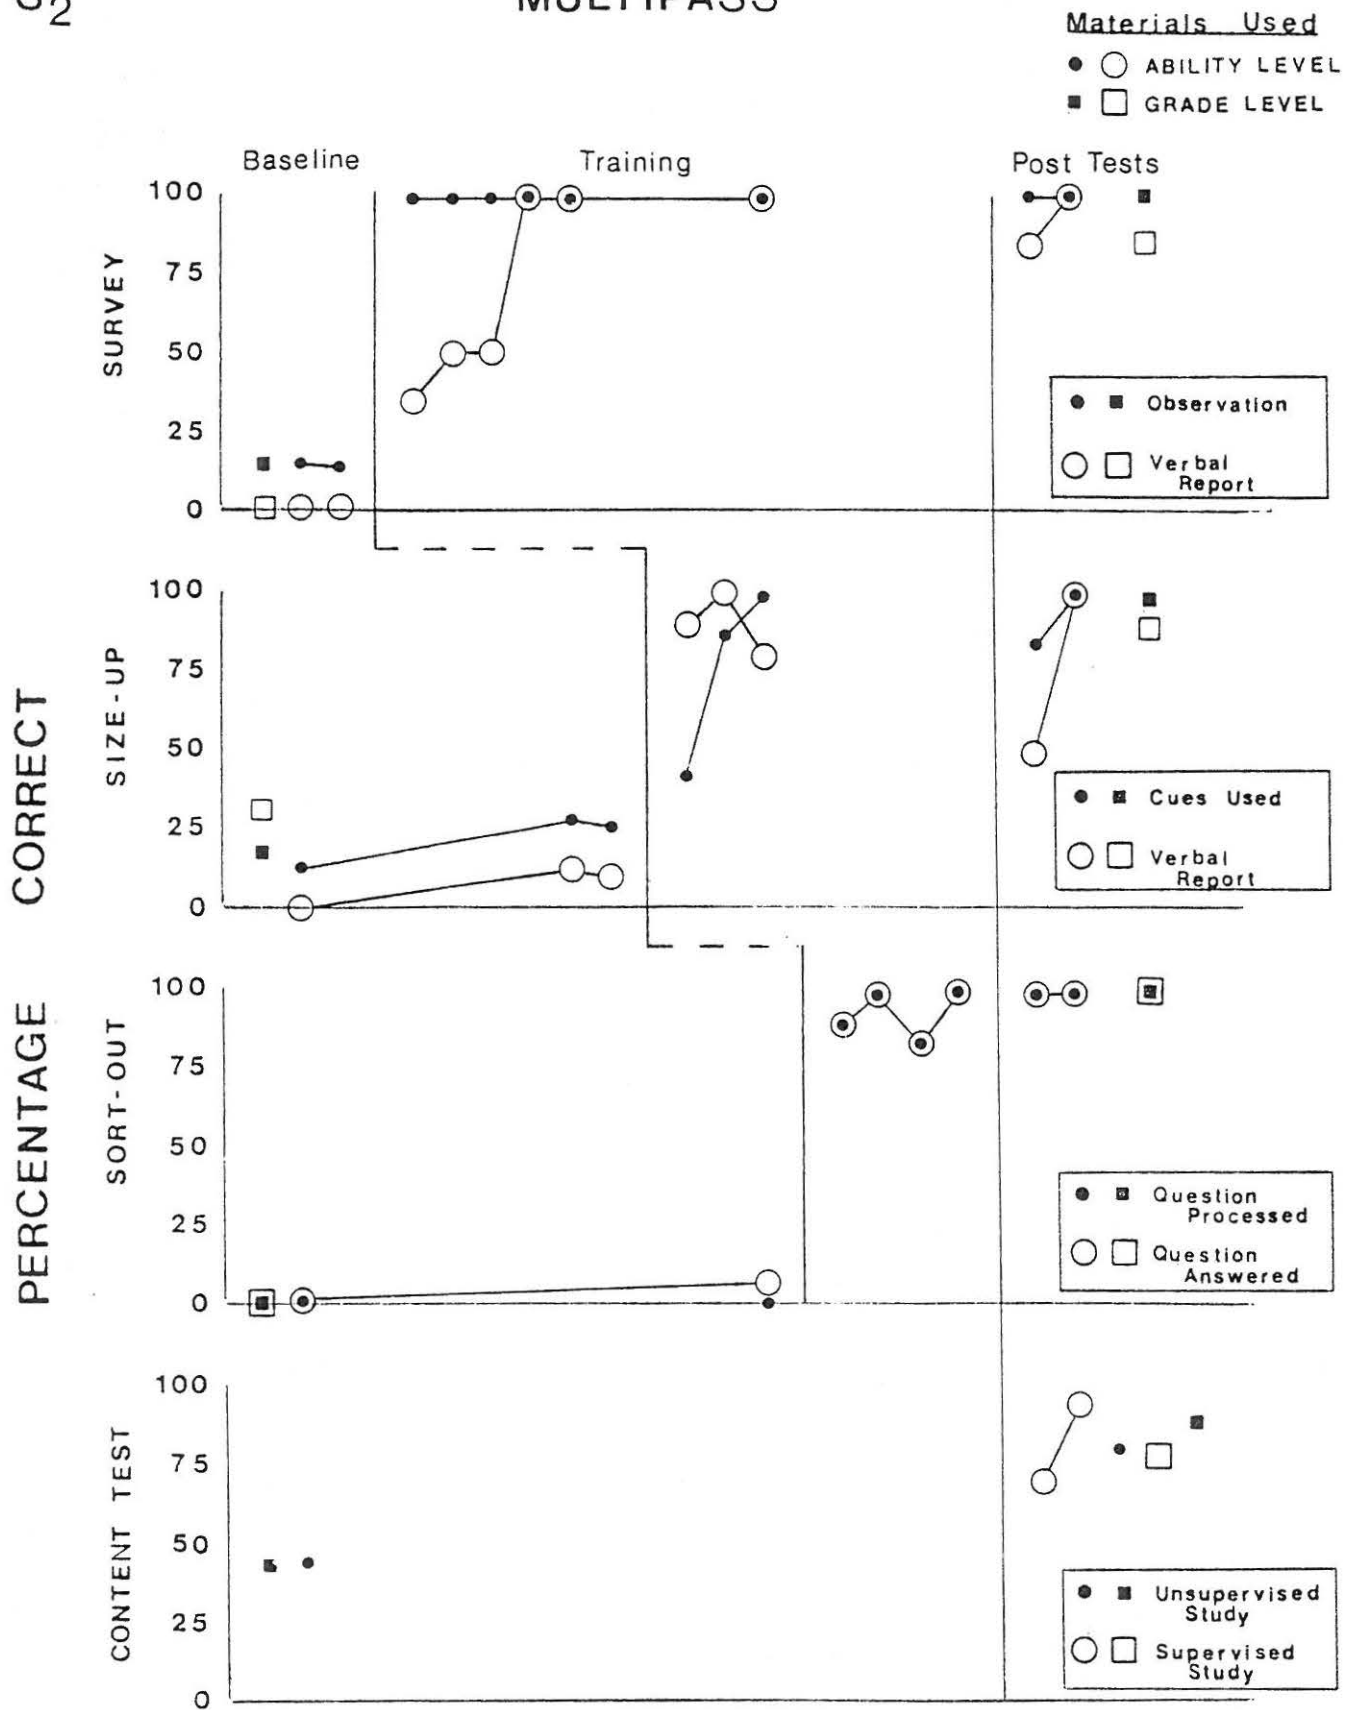 S2 MULTIPASS
Materials Used
ABILITY LEVEL
GRADE LEVEL
Baseline Training Post Tests
PERCENTAGE CORRECT
SURVEY
100
75
50
25
0
Observation
Verbal
Report
SIZE-UP
100
75
50
25
0
Cues Used
Verbal
Report
SORT-OUT
100
75
50
25
0
Question
Processed
Question
Answered
CONTENT TEST
100
75
50
25
0
Unsupervised
Study
Supervised
Study